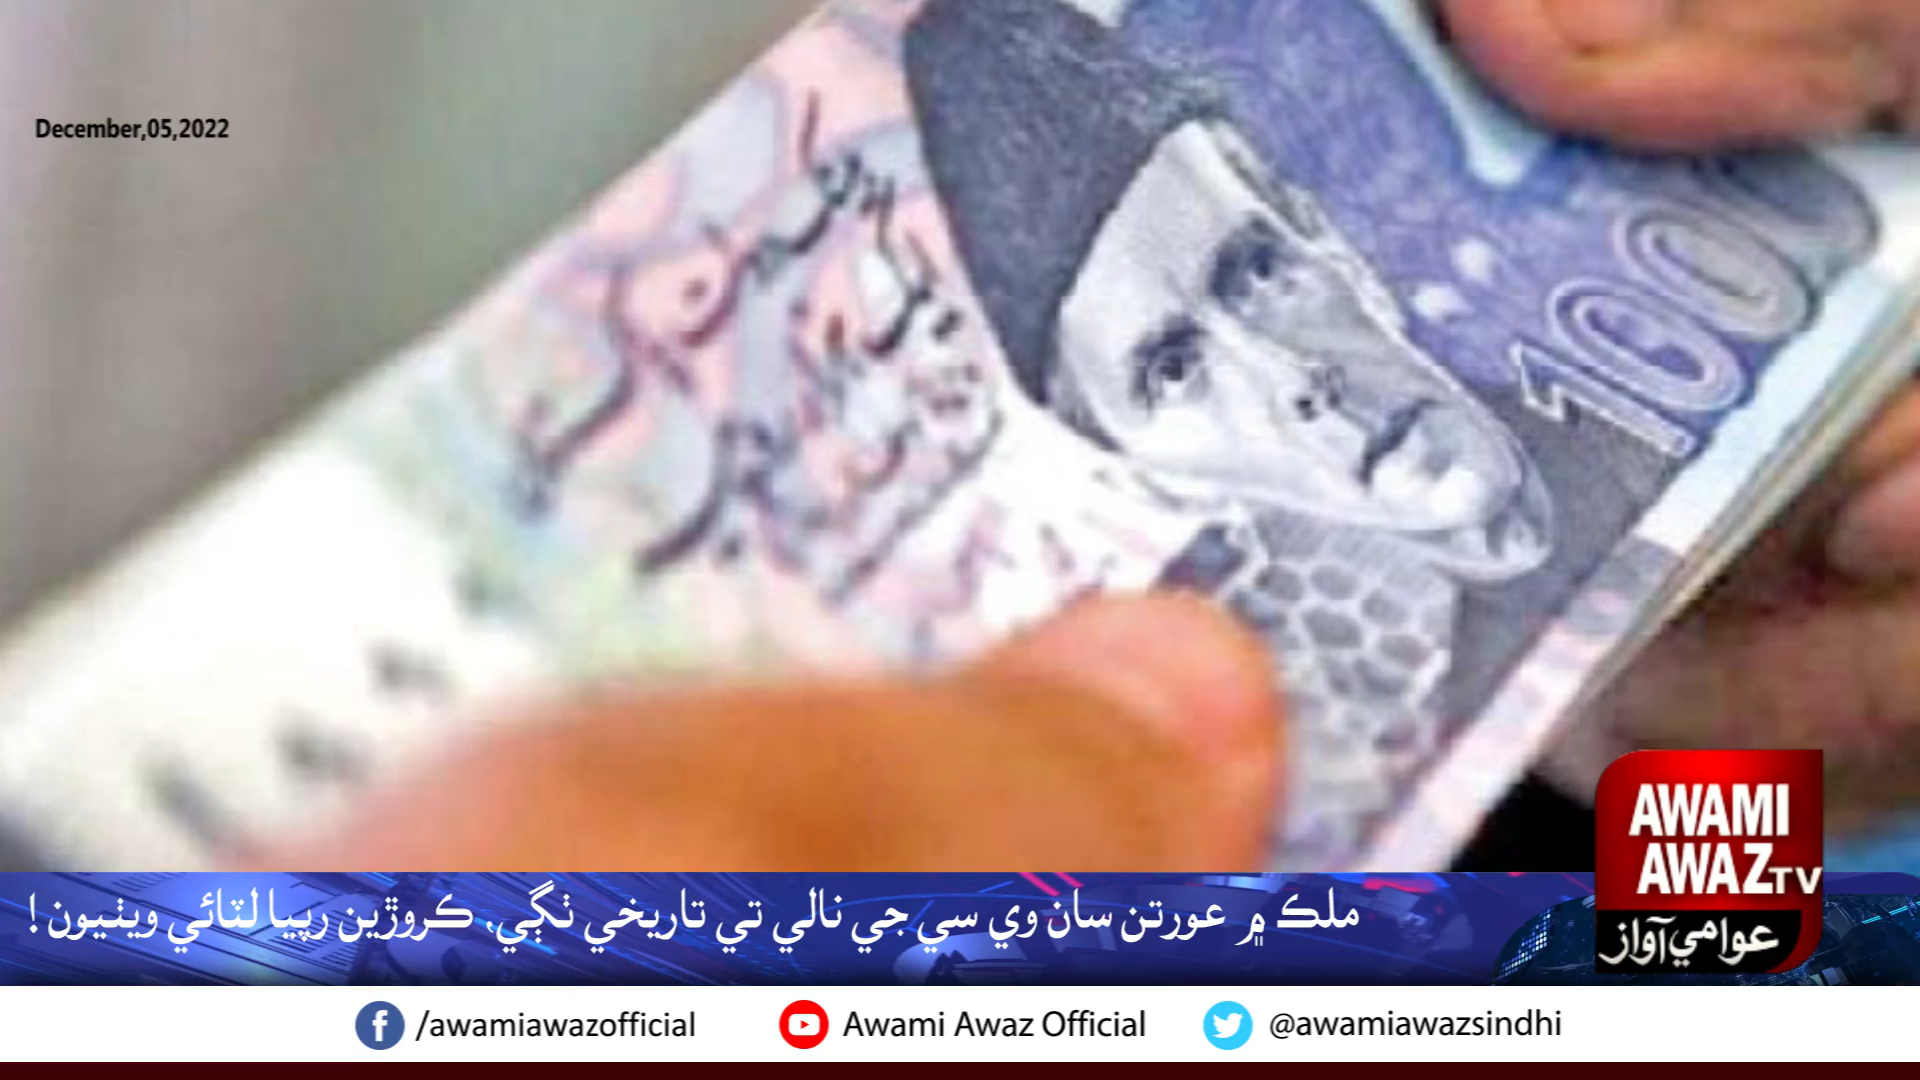 December,05,2022
1000
AWAMI
AWAZTV
عوامي آواز
ملڪ ۾ عورتن سان وي سي جي نالي تي تاريخي ٺڳي، ڪروڙين رپيا لٽائي ويٺيون !
/awamiawazofficial
Awami Awaz Official
@awamiawazsindhi